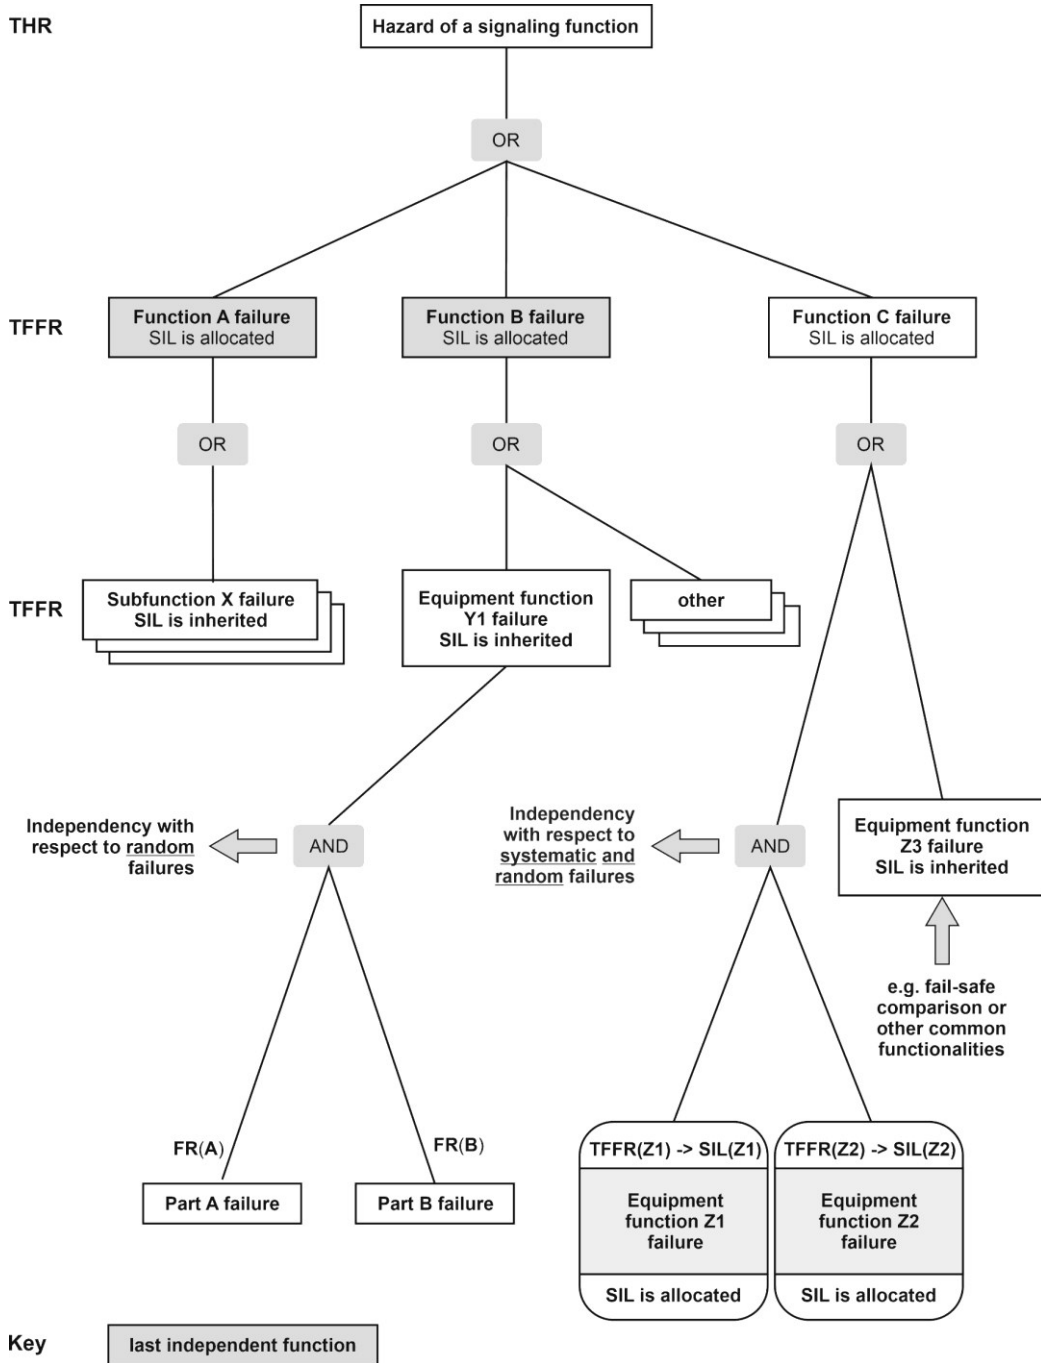 THR
Hazard of a signaling function
OR
TFFR
Function A failure
SIL is allocated
Function B failure
SIL is allocated
Function C failure
SIL is allocated
OR
OR
OR
TFFR
Subfunction X failure
SIL is inherited
Equipment function
Y1 failure
SIL is inherited
other
Independency with
respect to random
failures
AND
Independency
with respect to
systematic and
random failures
AND
Equipment function
Z3 failure
SIL is inherited
e.g. fail-safe
comparison or
other common
functionalities
FR(A)
FR(B)
Part A failure
Part B failure
TFFR(Z1) -> SIL(Z1)
Equipment
function Z1
failure
SIL is allocated
TFFR(Z2) -> SIL(Z2)
Equipment
function Z2
failure
SIL is allocated
Key
last independent function